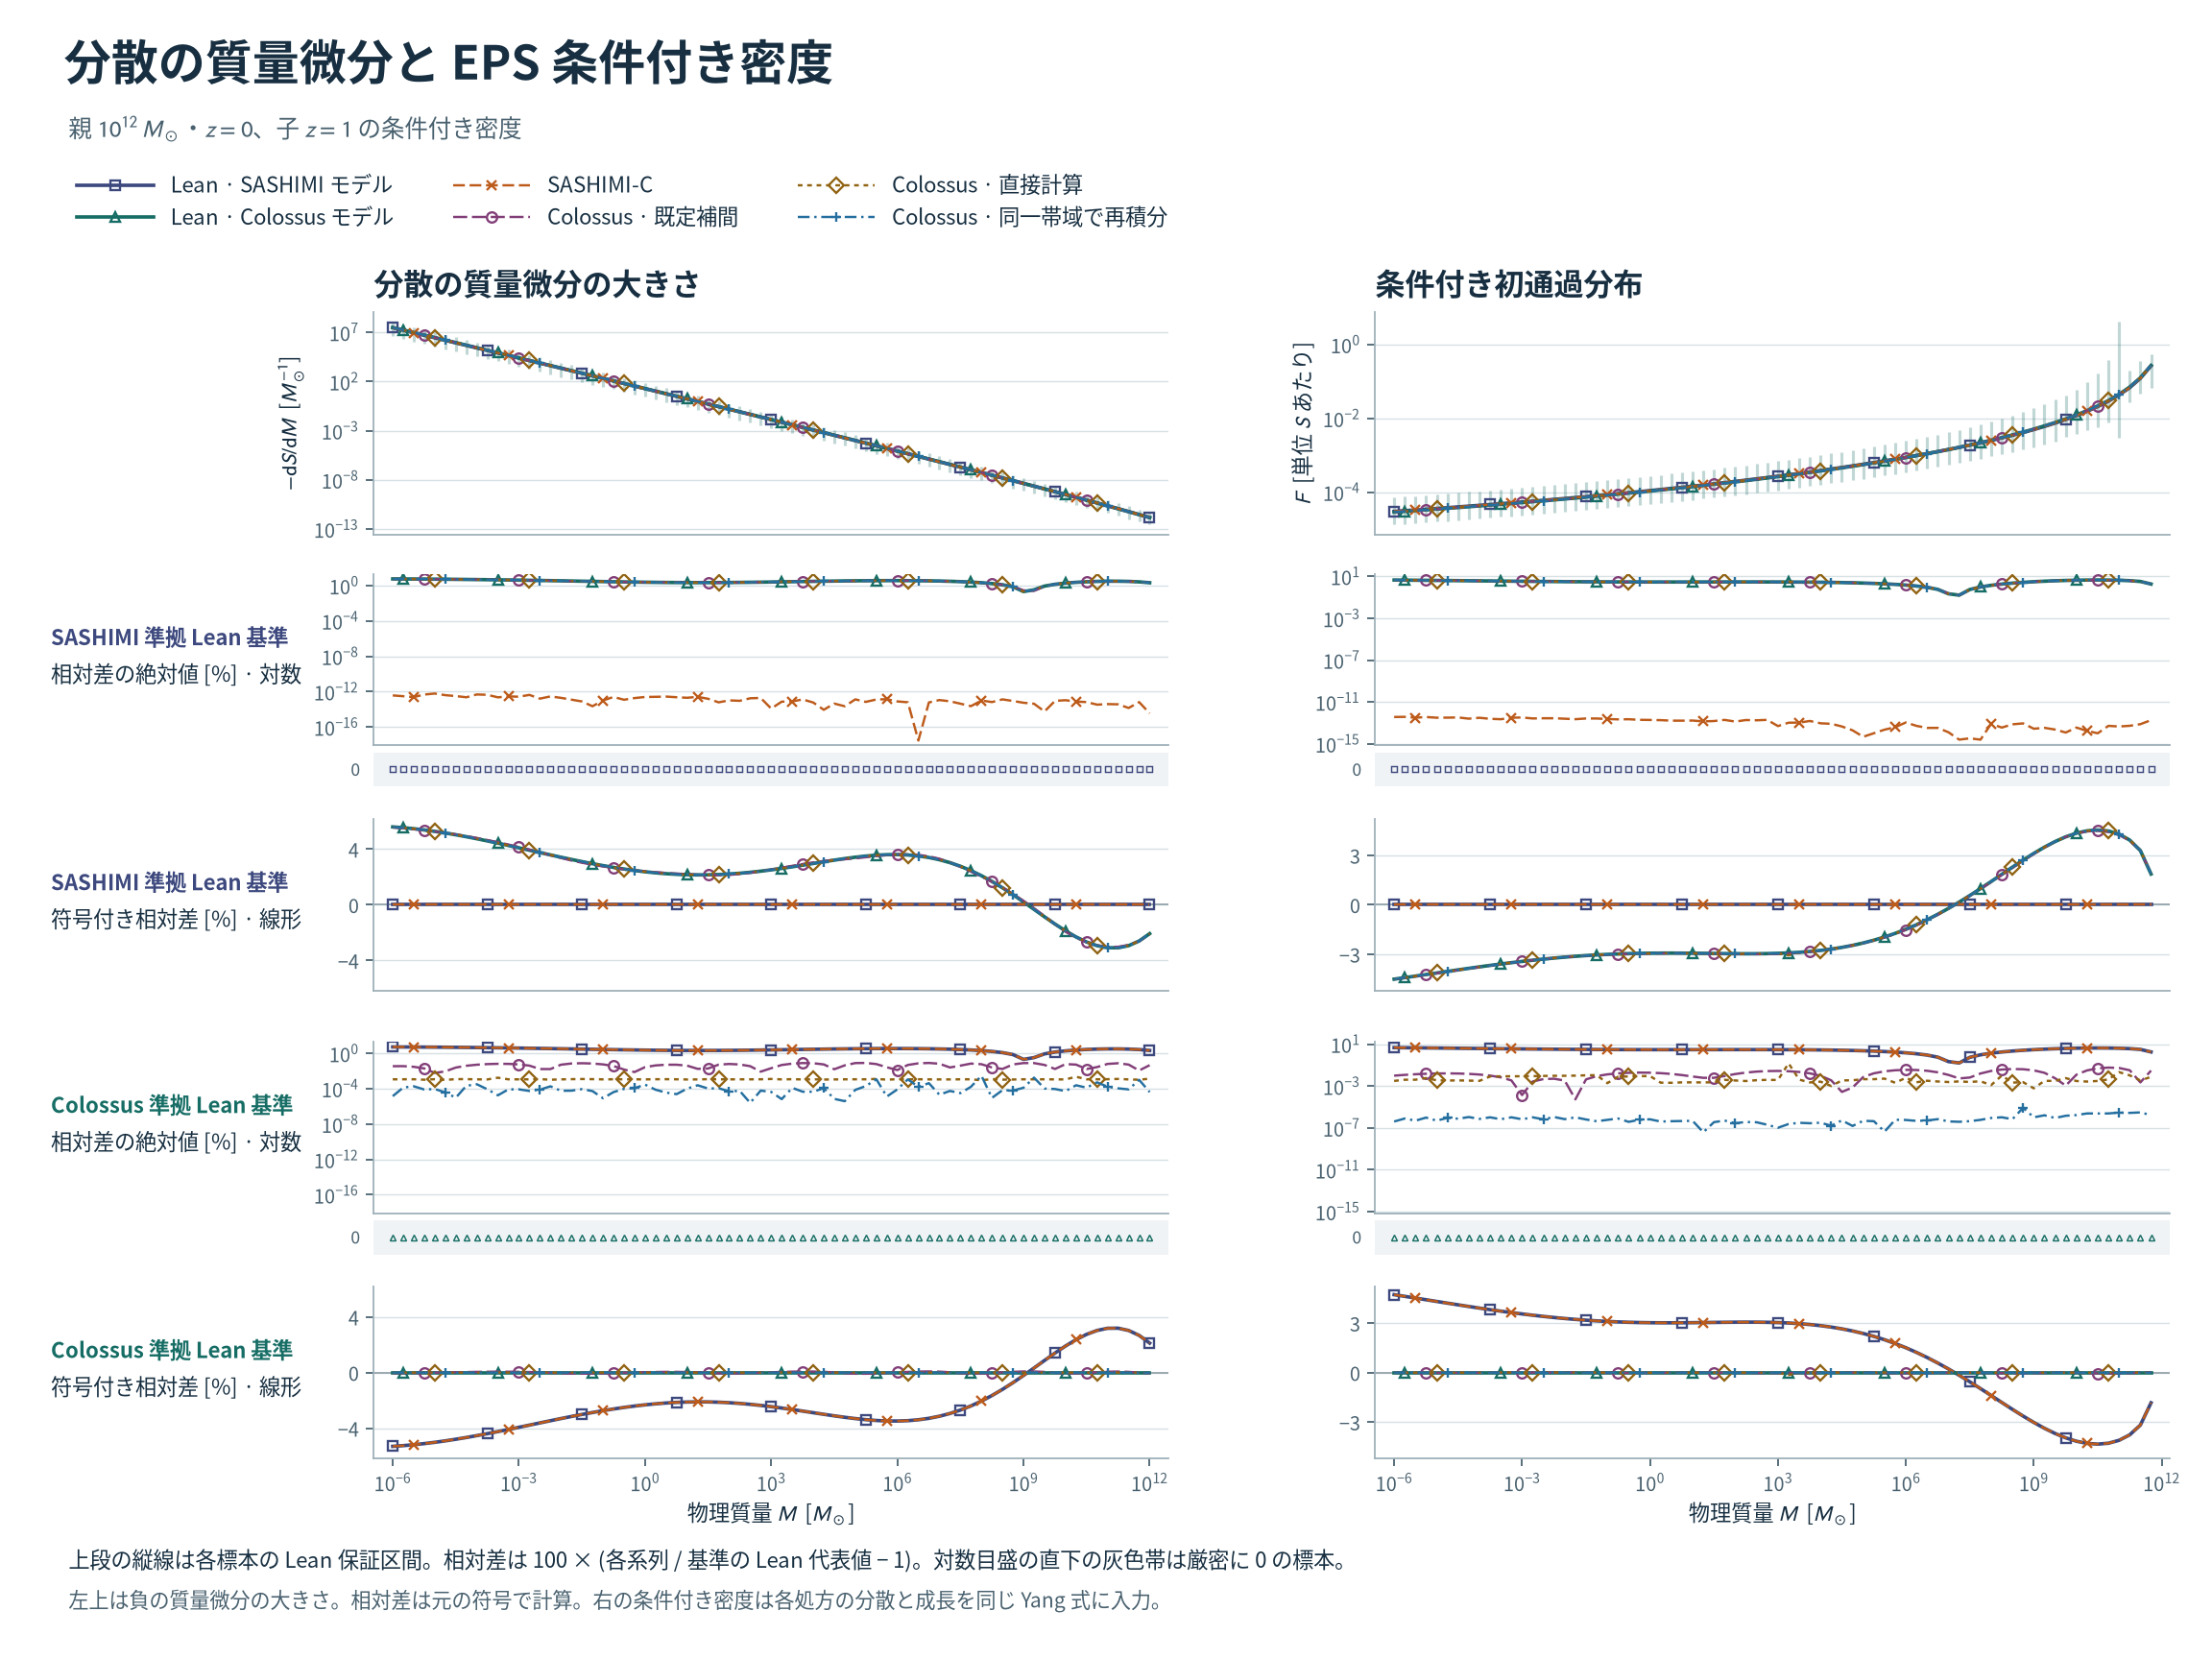 分散の質量微分と EPS 条件付き密度
親 10¹² M☉・z = 0、子 z = 1 の条件付き密度
Lean · SASHIMI モデル
SASHIMI-C
Colossus · 直接計算
Lean · Colossus モデル
Colossus · 既定補間
Colossus · 同一帯域で再積分
分散の質量微分の大きさ
条件付き初通過分布
−dS/dM [M☉⁻¹]
10⁷
10²
10⁻³
10⁻⁸
10⁻¹³
F [単位 S あたり]
10⁰
10⁻²
10⁻⁴
SASHIMI 準拠 Lean 基準
相対差の絶対値 [%] · 対数
10⁰
10⁻⁴
10⁻⁸
10⁻¹²
10⁻¹⁶
0
10¹
10⁻³
10⁻⁷
10⁻¹¹
10⁻¹⁵
0
SASHIMI 準拠 Lean 基準
符号付き相対差 [%] · 線形
4
0
−4
3
0
−3
Colossus 準拠 Lean 基準
相対差の絶対値 [%] · 対数
10⁰
10⁻⁴
10⁻⁸
10⁻¹²
10⁻¹⁶
0
10¹
10⁻³
10⁻⁷
10⁻¹¹
10⁻¹⁵
0
Colossus 準拠 Lean 基準
符号付き相対差 [%] · 線形
4
0
−4
3
0
−3
10⁻⁶ 10⁻³ 10⁰ 10³ 10⁶ 10⁹ 10¹²
10⁻⁶ 10⁻³ 10⁰ 10³ 10⁶ 10⁹ 10¹²
物理質量 M [M☉]
物理質量 M [M☉]
上段の縦線は各標本の Lean 保証区間。相対差は 100 × (各系列 / 基準の Lean 代表値 − 1)。対数目盛の直下の灰色帯は厳密に 0 の標本。
左上は負の質量微分の大きさ。相対差は元の符号で計算。右の条件付き密度は各処方の分散と成長を同じ Yang 式に入力。